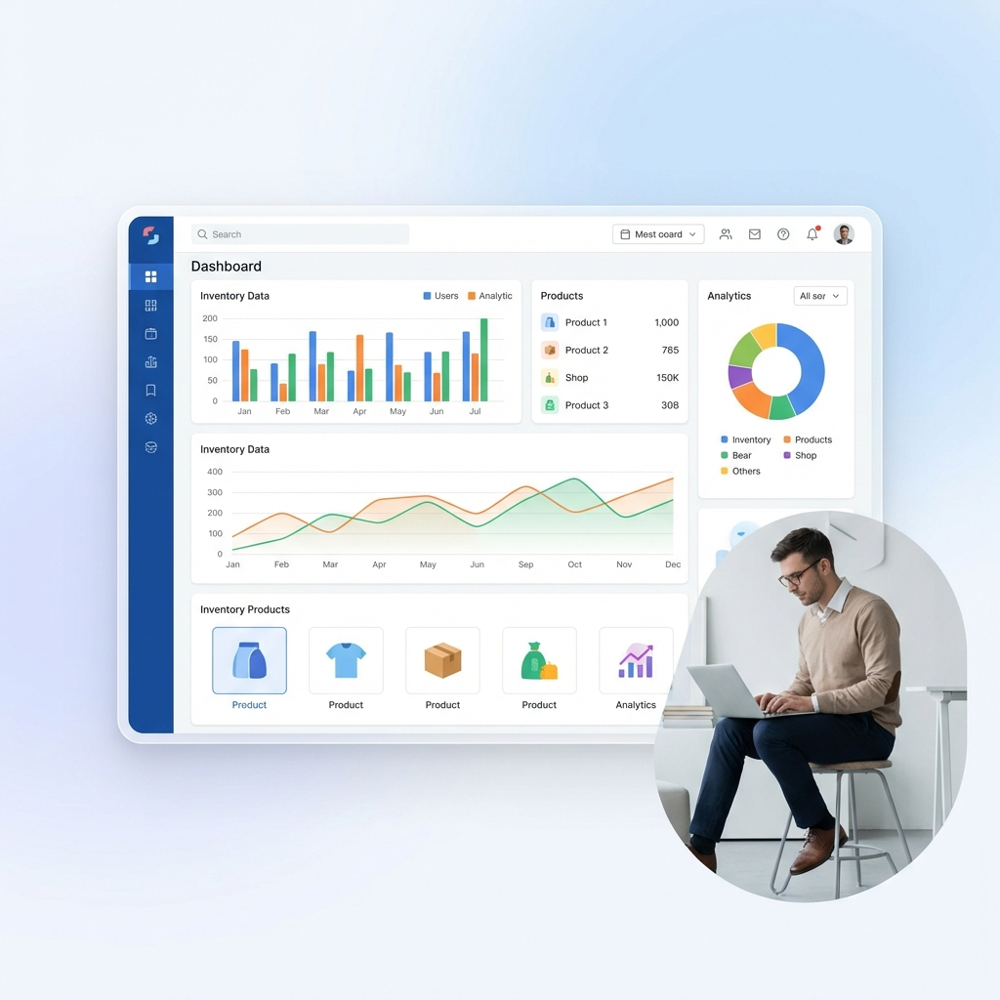 Search
Mest coard
Dashboard
Inventory Data
Users
Analytic
200
150
100
50
0
Jan Feb Mar Apr May Jun Jul
Products
Product 1 1,000
Product 2 765
Shop 150K
Product 3 308
Analytics
All sor
Inventory Products
Bear Shop
Others
Inventory Data
400
300
200
100
0
Jan Feb Mar Apr May Jun Sep Oct Nov Dec
Inventory Products
Product Product Product Product Analytics